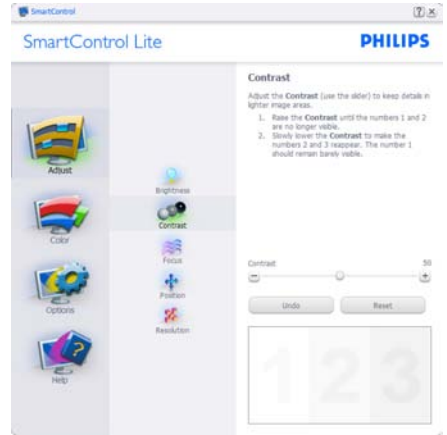 SmartControl
SmartControl Lite
PHILIPS
Adjust
Color
Options
Help
Brightness
Contrast
Focus
Position
Resolution
Contrast
Adjust the Contrast (use the slider) to keep details in
lighter image areas.
1. Raise the Contrast until the numbers 1 and 2
are no longer visible.
2. Slowly lower the Contrast to make the
numbers 2 and 3 reappear. The number 1
should remain barely visible.
Contrast 50
Undo Reset
1 2 3